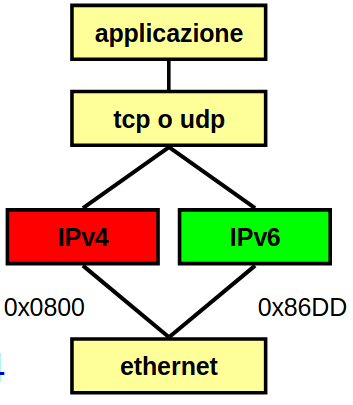 applicazione
tcp o udp
IPv4 IPv6
0x0800 0x86DD
ethernet